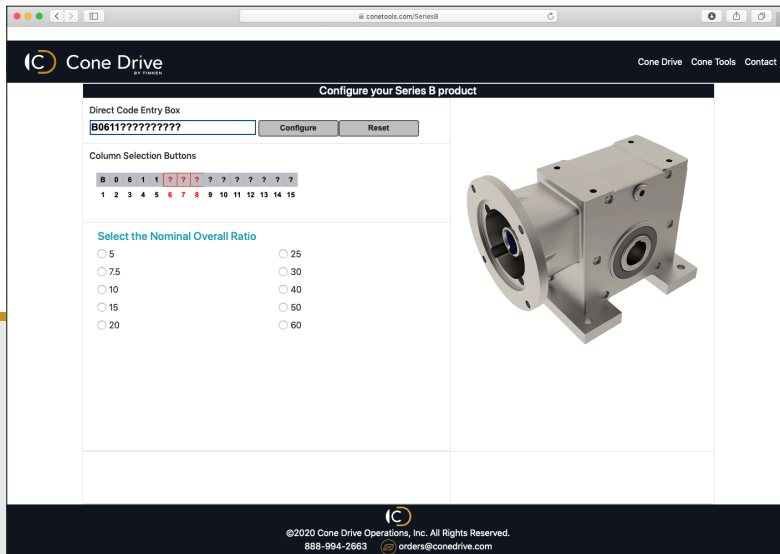 conetools.com/SeriesB
Cone Drive
BY TIMKEN
Cone Drive Cone Tools Contact
Configure your Series B product
Direct Code Entry Box
B0611??????????
Configure Reset
Column Selection Buttons
B 0 6 1 1 ? ? ? ? ? ? ? ? ? ?
1 2 3 4 5 6 7 8 9 10 11 12 13 14 15
Select the Nominal Overall Ratio
5 25
7.5 30
10 40
15 50
20 60
©2020 Cone Drive Operations, Inc. All Rights Reserved.
888-994-2663 orders@conedrive.com